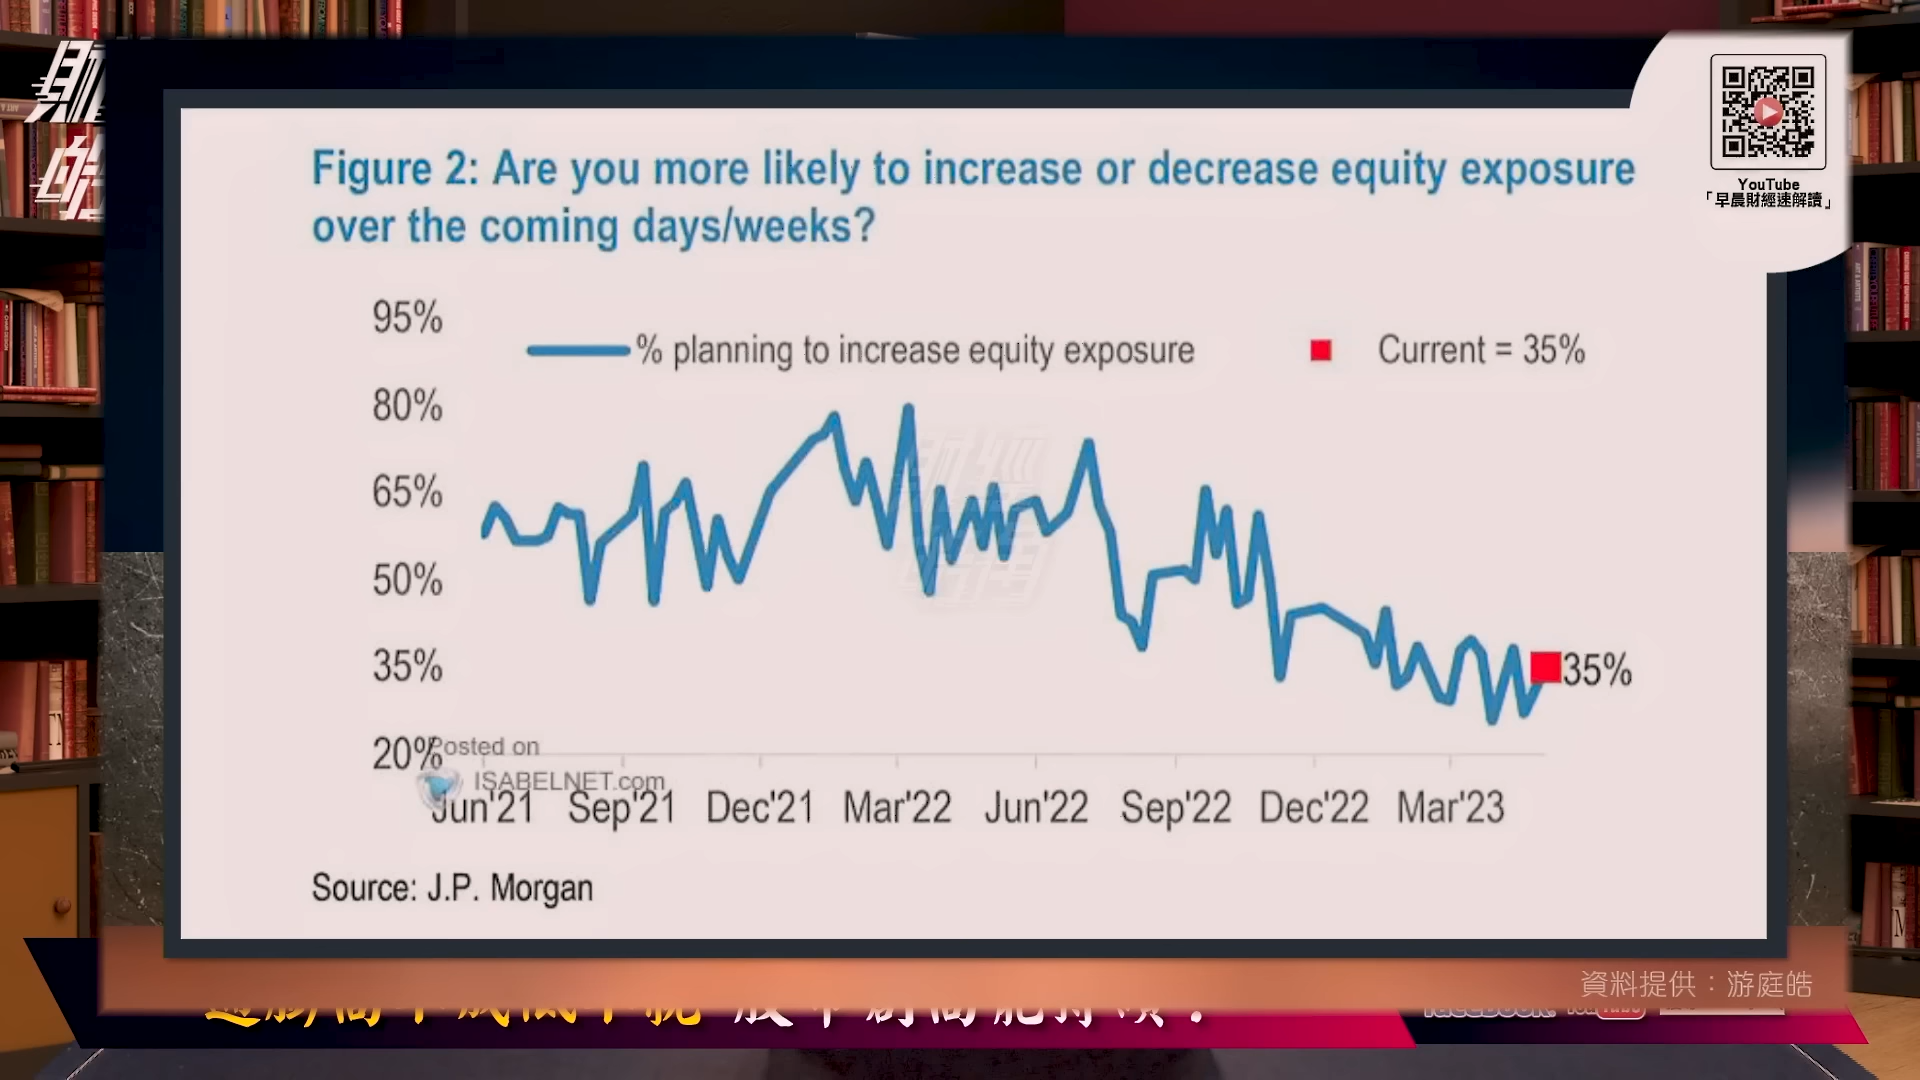 YouTube
「早晨財經速解讀」
Figure 2: Are you more likely to increase or decrease equity exposure
over the coming days/weeks?
95%
% planning to increase equity exposure
Current = 35%
80%
65%
50%
35%
35%
20%
Posted on
ISABELNET.com
Jun'21 Sep'21 Dec'21 Mar'22 Jun'22 Sep'22 Dec'22 Mar'23
Source: J.P. Morgan
資料提供：游庭皓